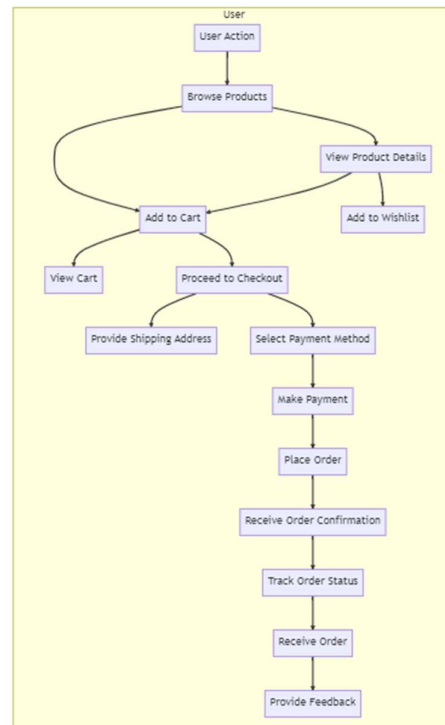 User
User Action
Browse Products
View Product Details
Add to Cart
Add to Wishlist
View Cart
Proceed to Checkout
Provide Shipping Address
Select Payment Method
Make Payment
Place Order
Receive Order Confirmation
Track Order Status
Receive Order
Provide Feedback